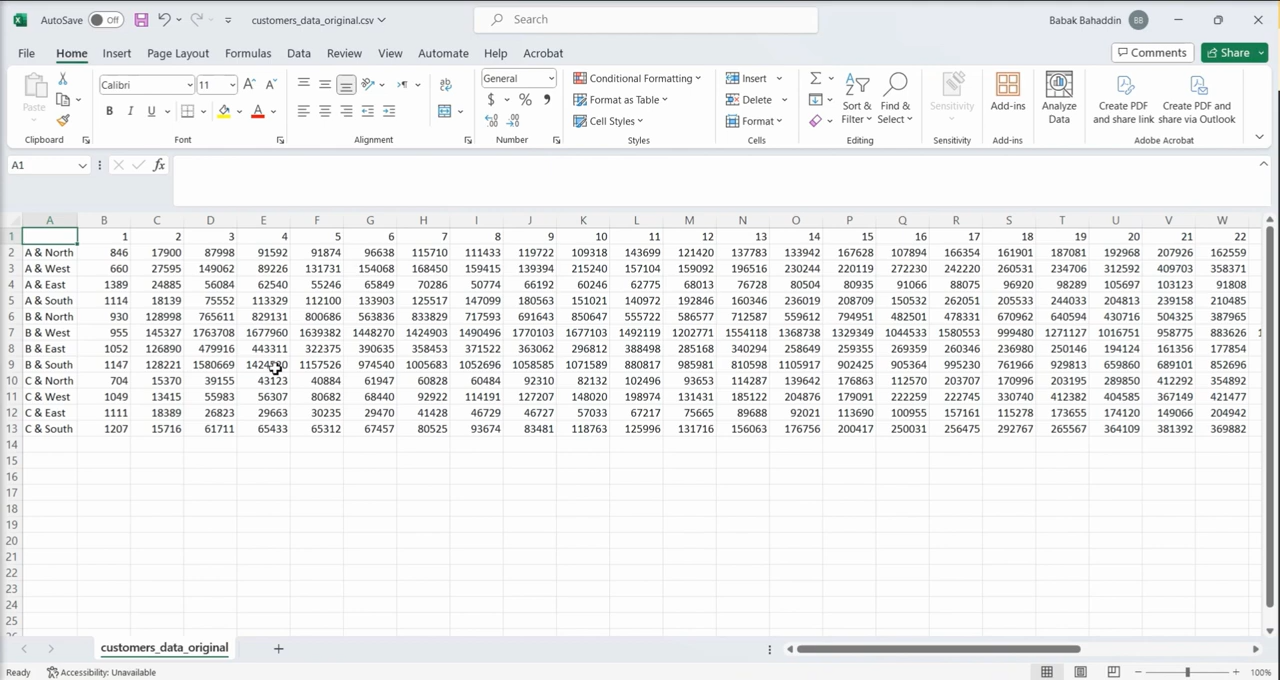 AutoSave Off customers_data_original.csv Search Babak Bahaddin BB
File Home Insert Page Layout Formulas Data Review View Automate Help Acrobat Comments Share
Paste Calibri 11 General Conditional Formatting Insert Sort & Find & Sensitivity Add-ins Analyze Create PDF Create PDF and
B I U A $ % Format as Table Delete Filter Select Data and share link share via Outlook
Cell Styles Format
Clipboard Font Alignment Number Styles Cells Editing Sensitivity Add-ins Adobe Acrobat
A1 fx
A B C D E F G H I J K L M N O P Q R S T U V W
1 1 2 3 4 5 6 7 8 9 10 11 12 13 14 15 16 17 18 19 20 21 22
2 A & North 846 17900 87998 91592 91874 96638 115710 111433 119722 109318 143699 121420 137783 133942 167628 107894 166354 161901 187081 192968 207926 162559
3 A & West 660 27595 149062 89226 131731 154068 168450 159415 139394 215240 157104 159092 196516 230244 220119 272230 242220 260531 234706 312592 409703 358371
4 A & East 1389 24885 56084 62540 55246 65849 70286 50774 66192 60246 62775 68013 76728 80504 80935 91066 88075 96920 98289 105697 103123 91808
5 A & South 1114 18139 75552 113329 112100 133903 125517 147099 180563 151021 140972 192846 160346 236019 208709 150532 262051 205533 244033 204813 239158 210485
6 B & North 930 128998 765611 829131 800686 563836 833829 717593 691643 850647 555722 586577 712587 559612 794951 482501 478331 670962 640594 430716 504325 387965
7 B & West 955 145327 1763708 1677960 1639382 1448270 1424903 1490496 1770103 1677103 1492119 1202771 1554118 1368738 1329349 1044533 1580553 999480 1271127 1016751 958775 883626 1
8 B & East 1052 126890 479916 443311 322375 390635 358453 371522 363062 296812 388498 285168 340294 258649 259355 269359 260346 236980 250146 194124 161356 177854
9 B & South 1147 128221 1580669 1157526 974540 1005683 1052696 1058585 1071589 880817 985981 810598 1105917 902425 905364 995230 761966 929813 659860 689101 852696
10 C & North 704 15370 39155 43123 40884 61947 60828 60484 92310 82132 102496 93653 114287 139642 176863 112570 203707 170996 203195 289850 412292 354892
11 C & West 1049 13415 55983 56307 80682 68440 92922 114191 127207 148020 198974 131431 185122 204876 179091 222259 222745 330740 412382 404585 367149 421477
12 C & East 1111 18389 26823 29663 30235 29470 41428 46729 46727 57033 67217 75665 89688 92021 113690 100955 157161 115278 173655 174120 149066 204942
13 C & South 1207 15716 61711 65433 65312 67457 80525 93674 83481 118763 125996 131716 156063 176756 200417 250031 256475 292767 265567 364109 381392 369882
14
15
16
17
18
19
20
21
22
23
24
25
customers_data_original
Ready Accessibility: Unavailable 100%